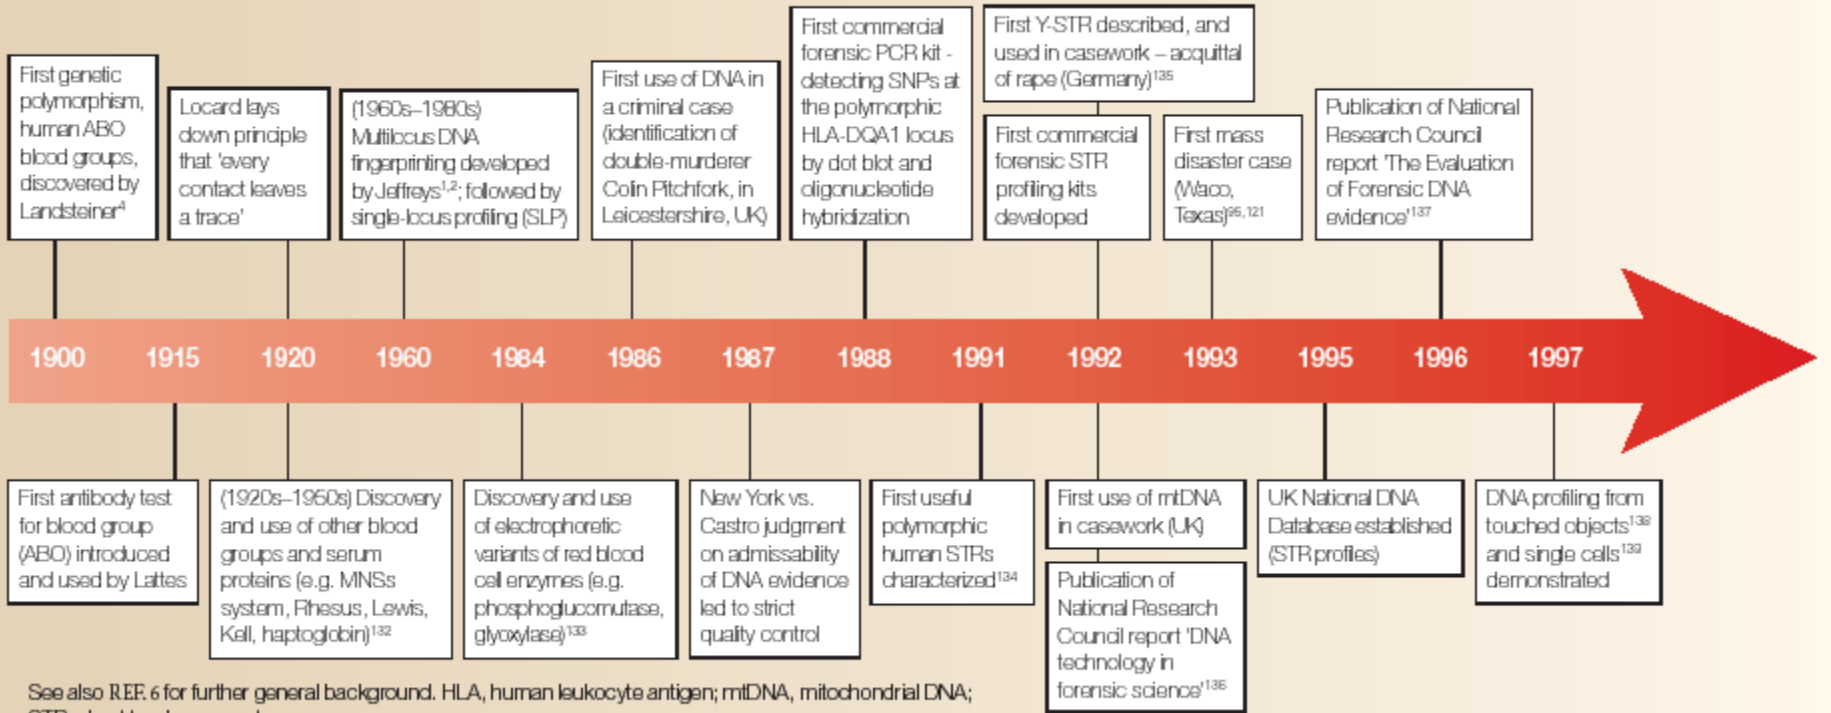 First genetic
polymorphism,
human ABO
blood groups,
discovered by
Landsteiner4
Locard lays
down principle
that 'every
contact leaves
a trace'
(1960s–1980s)
Multilocus DNA
fingerprinting developed
by Jeffreys1,2; followed by
single-locus profiling (SLP)
First use of DNA in
a criminal case
(identification of
double-murderer
Colin Pitchfork, in
Leicestershire, UK)
First commercial
forensic PCR kit -
detecting SNPs at
the polymorphic
HLA-DQA1 locus
by dot blot and
oligonucleotide
hybridization
First Y-STR described, and
used in casework – acquittal
of rape (Germany)135
First commercial
forensic STR
profiling kits
developed
First mass
disaster case
(Waco,
Texas)95,121
Publication of National
Research Council
report 'The Evaluation
of Forensic DNA
evidence'137
1900 1915 1920 1960 1984 1986 1987 1988 1991 1992 1993 1995 1996 1997
First antibody test
for blood group
(ABO) introduced
and used by Lattes
(1920s–1950s) Discovery
and use of other blood
groups and serum
proteins (e.g. MNSs
system, Rhesus, Lewis,
Kell, haptoglobin)132
Discovery and use
of electrophoretic
variants of red blood
cell enzymes (e.g.
phosphoglucomutase,
glyoxylase)133
New York vs.
Castro judgment
on admissability
of DNA evidence
led to strict
quality control
First useful
polymorphic
human STRs
characterized134
First use of mtDNA
in casework (UK)
Publication of
National Research
Council report 'DNA
technology in
forensic science'136
UK National DNA
Database established
(STR profiles)
DNA profiling from
touched objects138
and single cells139
demonstrated
See also REF. 6 for further general background. HLA, human leukocyte antigen; mtDNA, mitochondrial DNA;